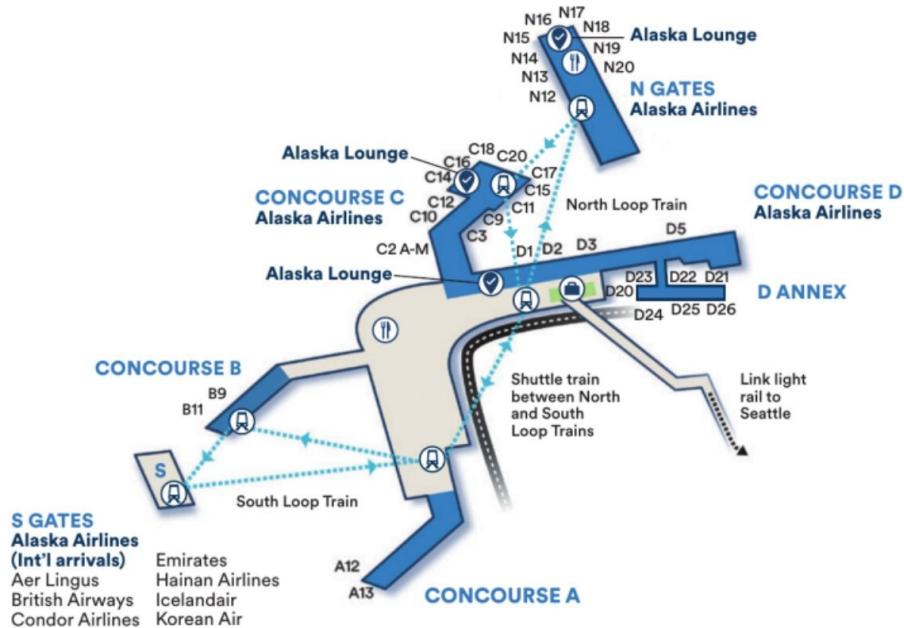 N17
N16
N18
N15
Alaska Lounge
N19
N14
N20
N13
N12
N GATES
Alaska Airlines
C18
C20
Alaska Lounge
C16
C14
C17
C15
C12
C11
C10
C9
C3
C2 A-M
CONCOURSE C
Alaska Airlines
North Loop Train
CONCOURSE D
Alaska Airlines
D1
D2
D3
D5
Alaska Lounge
D23
D22
D21
D20
D ANNEX
D24
D25
D26
CONCOURSE B
B9
B11
Shuttle train
between North
and South
Loop Trains
Link light
rail to
Seattle
S
South Loop Train
S GATES
Alaska Airlines
(Int'l arrivals)
Aer Lingus
British Airways
Condor Airlines
Emirates
Hainan Airlines
Icelandair
Korean Air
A12
A13
CONCOURSE A